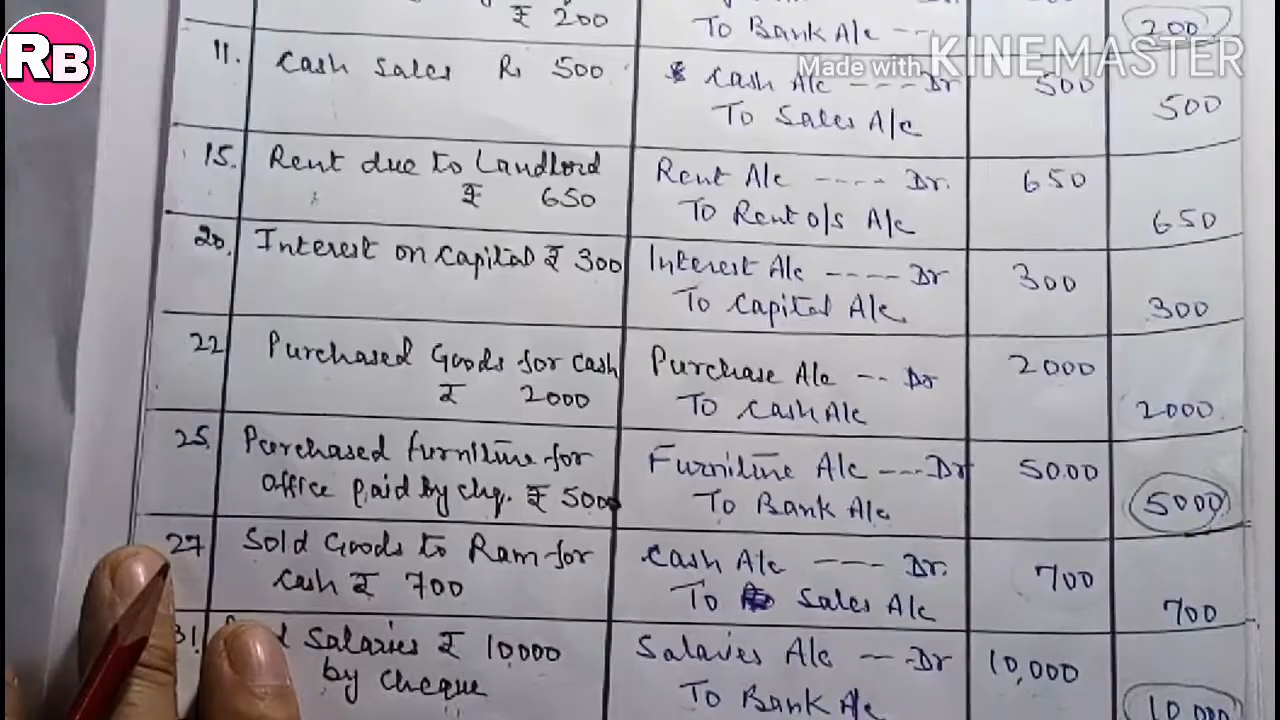 ₹ 200
To Bank A/c --
200
RB
Made with KINEMASTER
11. Cash Sales Rs 500
Cash A/c ---- Dr 500
To Sales A/c 500
15. Rent due to Landlord
₹ 650
Rent A/c ---- Dr. 650
To Rent o/s A/c 650
20. Interest on Capital ₹ 300
Interest A/c ---- Dr 300
To Capital A/c. 300
22 Purchased Goods for Cash
₹ 2000
Purchase A/c -- Dr 2000
To Cash A/c 2000
25. Purchased furniture for
office paid by chq. ₹ 5000
Furniture A/c --- Dr 5000
To Bank A/c 5000
27 Sold Goods to Ram for
Cash ₹ 700
Cash A/c --- Dr. 700
To Sales A/c 700
31. Salaries ₹ 10,000
by cheque
Salaries A/c -- Dr 10,000
To Bank A/c 10,000